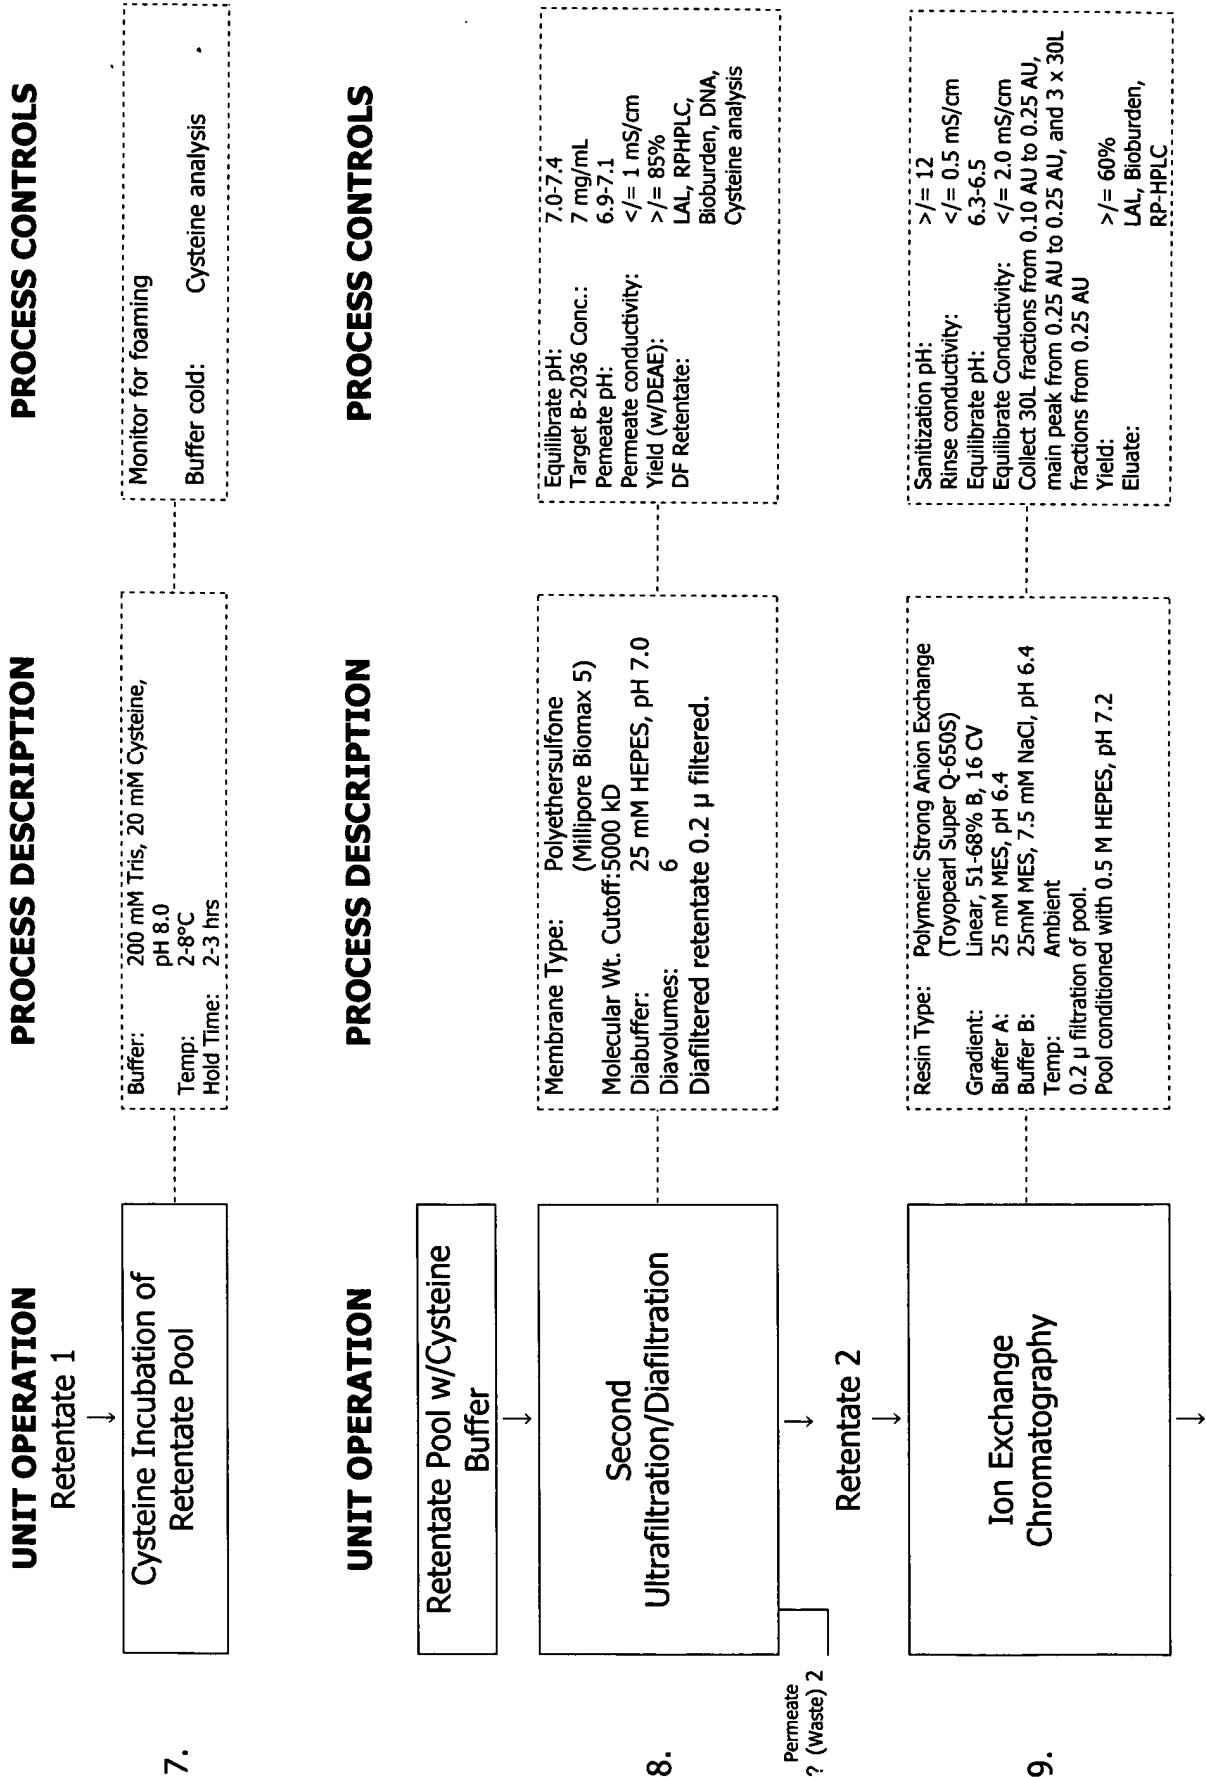 UNIT OPERATION
PROCESS DESCRIPTION
PROCESS CONTROLS
Retentate 1
7.
Cysteine Incubation of
Retentate Pool
Buffer: 200 mM Tris, 20 mM Cysteine,
pH 8.0
Temp: 2-8°C
Hold Time: 2-3 hrs
Monitor for foaming
Buffer cold: Cysteine analysis
UNIT OPERATION
PROCESS DESCRIPTION
PROCESS CONTROLS
Retentate Pool w/Cysteine
Buffer
8.
Second
Ultrafiltration/Diafiltration
Membrane Type: Polyethersulfone
(Millipore Biomax 5)
Molecular Wt. Cutoff:5000 kD
Diabuffer: 25 mM HEPES, pH 7.0
Diavolumes: 6
Diafiltered retentate 0.2 µ filtered.
Equilibrate pH: 7.0-7.4
Target B-2036 Conc.: 7 mg/mL
Pemeate pH: 6.9-7.1
Permeate conductivity: </= 1 mS/cm
Yield (w/DEAE): >/= 85%
DF Retentate: LAL, RPHPLC,
Bioburden, DNA,
Cysteine analysis
Permeate
? (Waste) 2
Retentate 2
9.
Ion Exchange
Chromatography
Resin Type: Polymeric Strong Anion Exchange
(Toyopearl Super Q-650S)
Gradient: Linear, 51-68% B, 16 CV
Buffer A: 25 mM MES, pH 6.4
Buffer B: 25mM MES, 7.5 mM NaCl, pH 6.4
Temp: Ambient
0.2 µ filtration of pool.
Pool conditioned with 0.5 M HEPES, pH 7.2
Sanitization pH: >/= 12
Rinse conductivity: </= 0.5 mS/cm
Equilibrate pH: 6.3-6.5
Equilibrate Conductivity: </= 2.0 mS/cm
Collect 30L fractions from 0.10 AU to 0.25 AU,
main peak from 0.25 AU to 0.25 AU, and 3 x 30L
fractions from 0.25 AU
Yield: >/= 60%
Eluate: LAL, Bioburden,
RP-HPLC